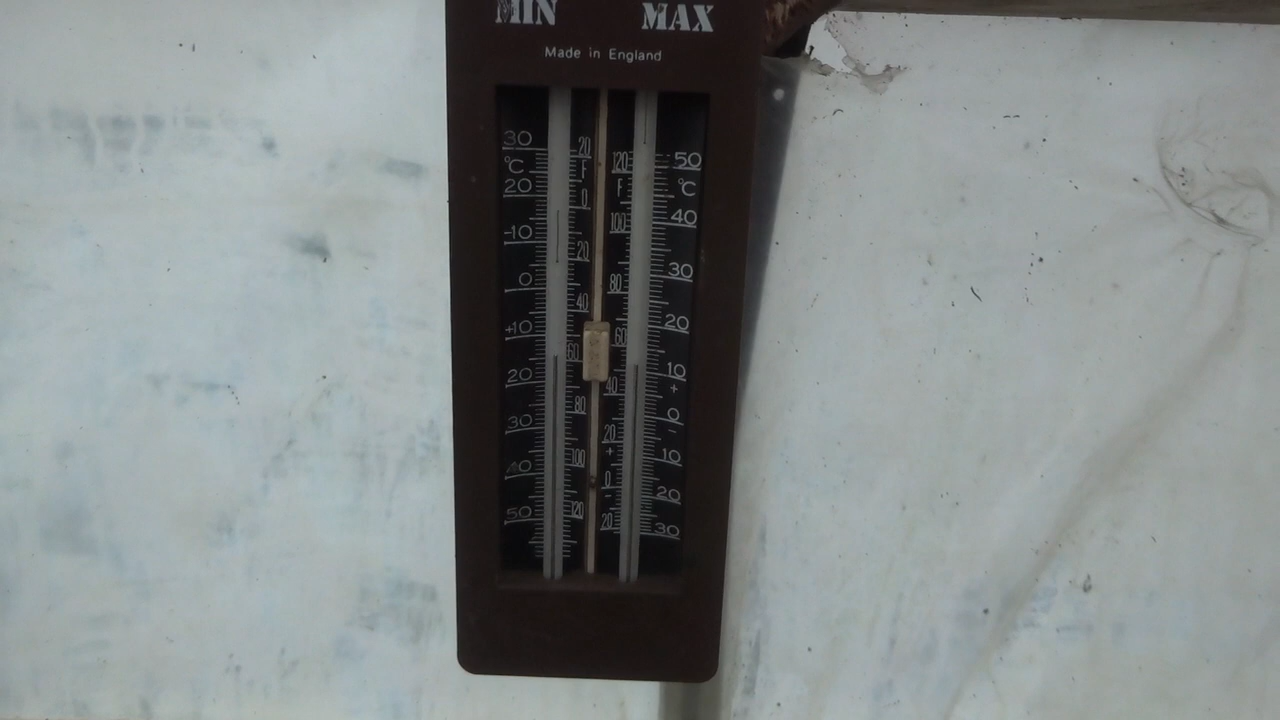 MIN MAX
Made in England
30 20 120 50
°C F F °C
20 0 100 40
-10 20 80 30
0 40 60 20
+10 60 40 10
20 80 20 + 0
30 100 + -
40 120 0 10
50 - 20
20 30